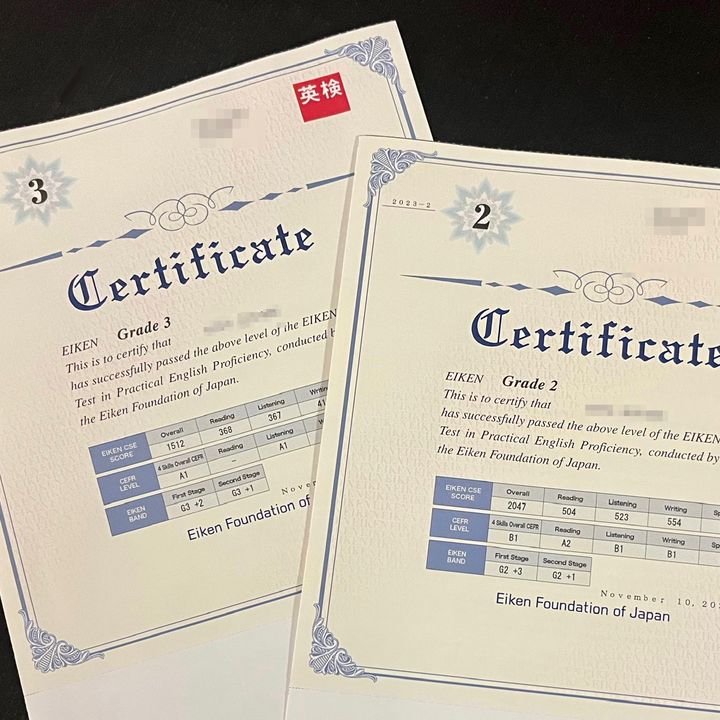 英検
3
Certificate
EIKEN Grade 3
This is to certify that
has successfully passed the above level of the EIKEN
Test in Practical English Proficiency, conducted
the Eiken Foundation of Japan.
EIKEN CSE SCORE
Overall Reading Listening
1512 368 367
CEFR LEVEL
4 Skills Overall CEFR Reading Listening
A1 – A1
EIKEN BAND
First Stage Second Stage
G3 +2 G3 +1
Eiken Foundation of
2023-2
2
Certificate
EIKEN Grade 2
This is to certify that
has successfully passed the above level of the EIKEN
Test in Practical English Proficiency, conducted by
the Eiken Foundation of Japan.
EIKEN CSE SCORE
Overall Reading Listening Writing
2047 504 523 554
CEFR LEVEL
4 Skills Overall CEFR Reading Listening Writing
B1 A2 B1 B1
EIKEN BAND
First Stage Second Stage
G2 +3 G2 +1
November 10, 20
Eiken Foundation of Japan